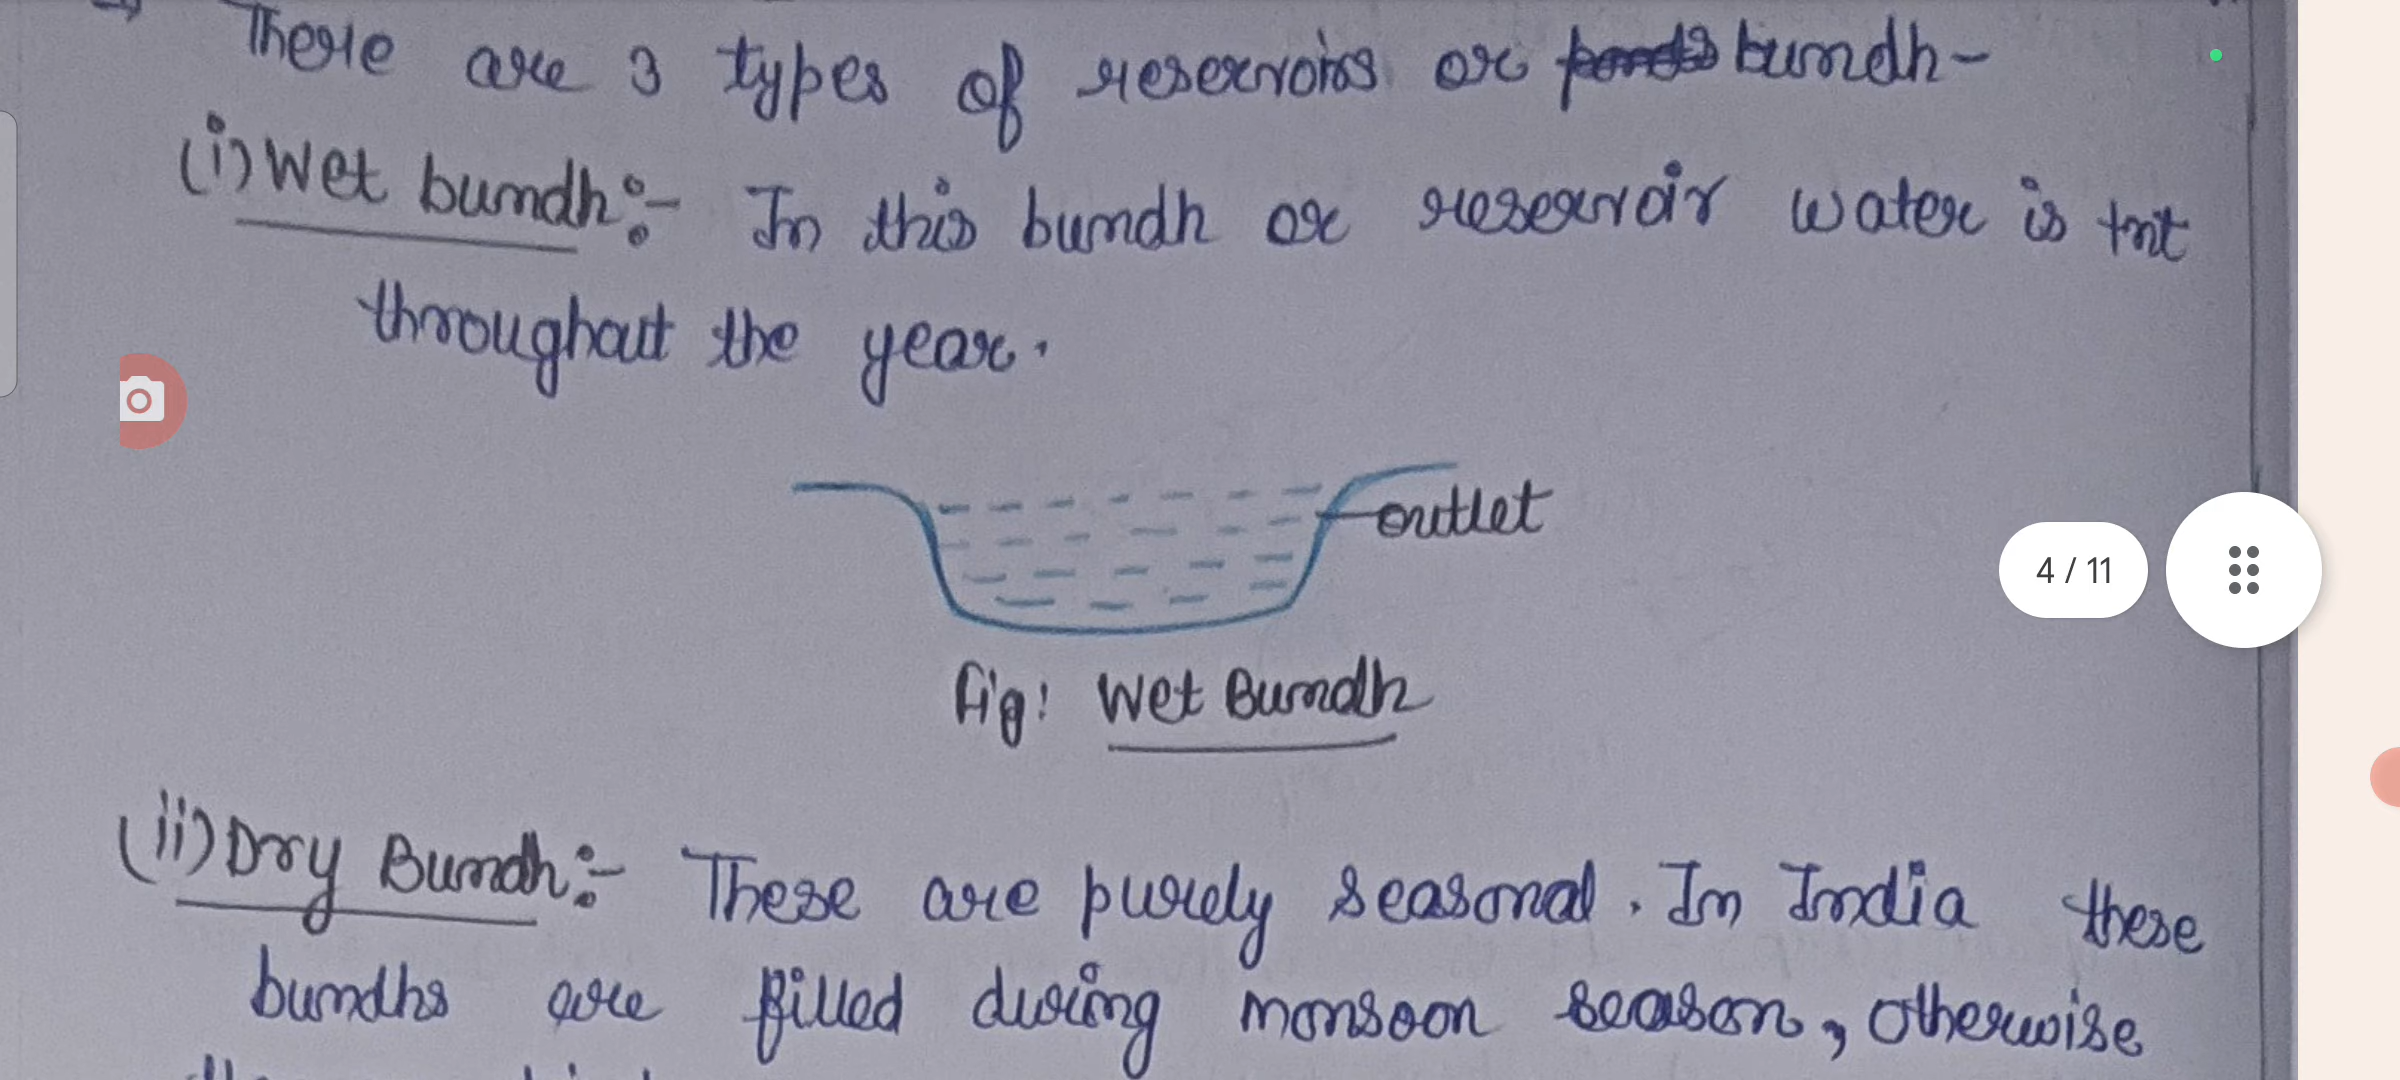 There are 3 types of reservoirs or bundh-
(i) Wet bundh:- In this bundh or reservoir water is
throughout the year.
outlet
Fig: Wet Bundh
4 / 11
(ii) Dry Bundh:- These are purely seasonal. In India these
bundhs are filled during monsoon season, otherwise